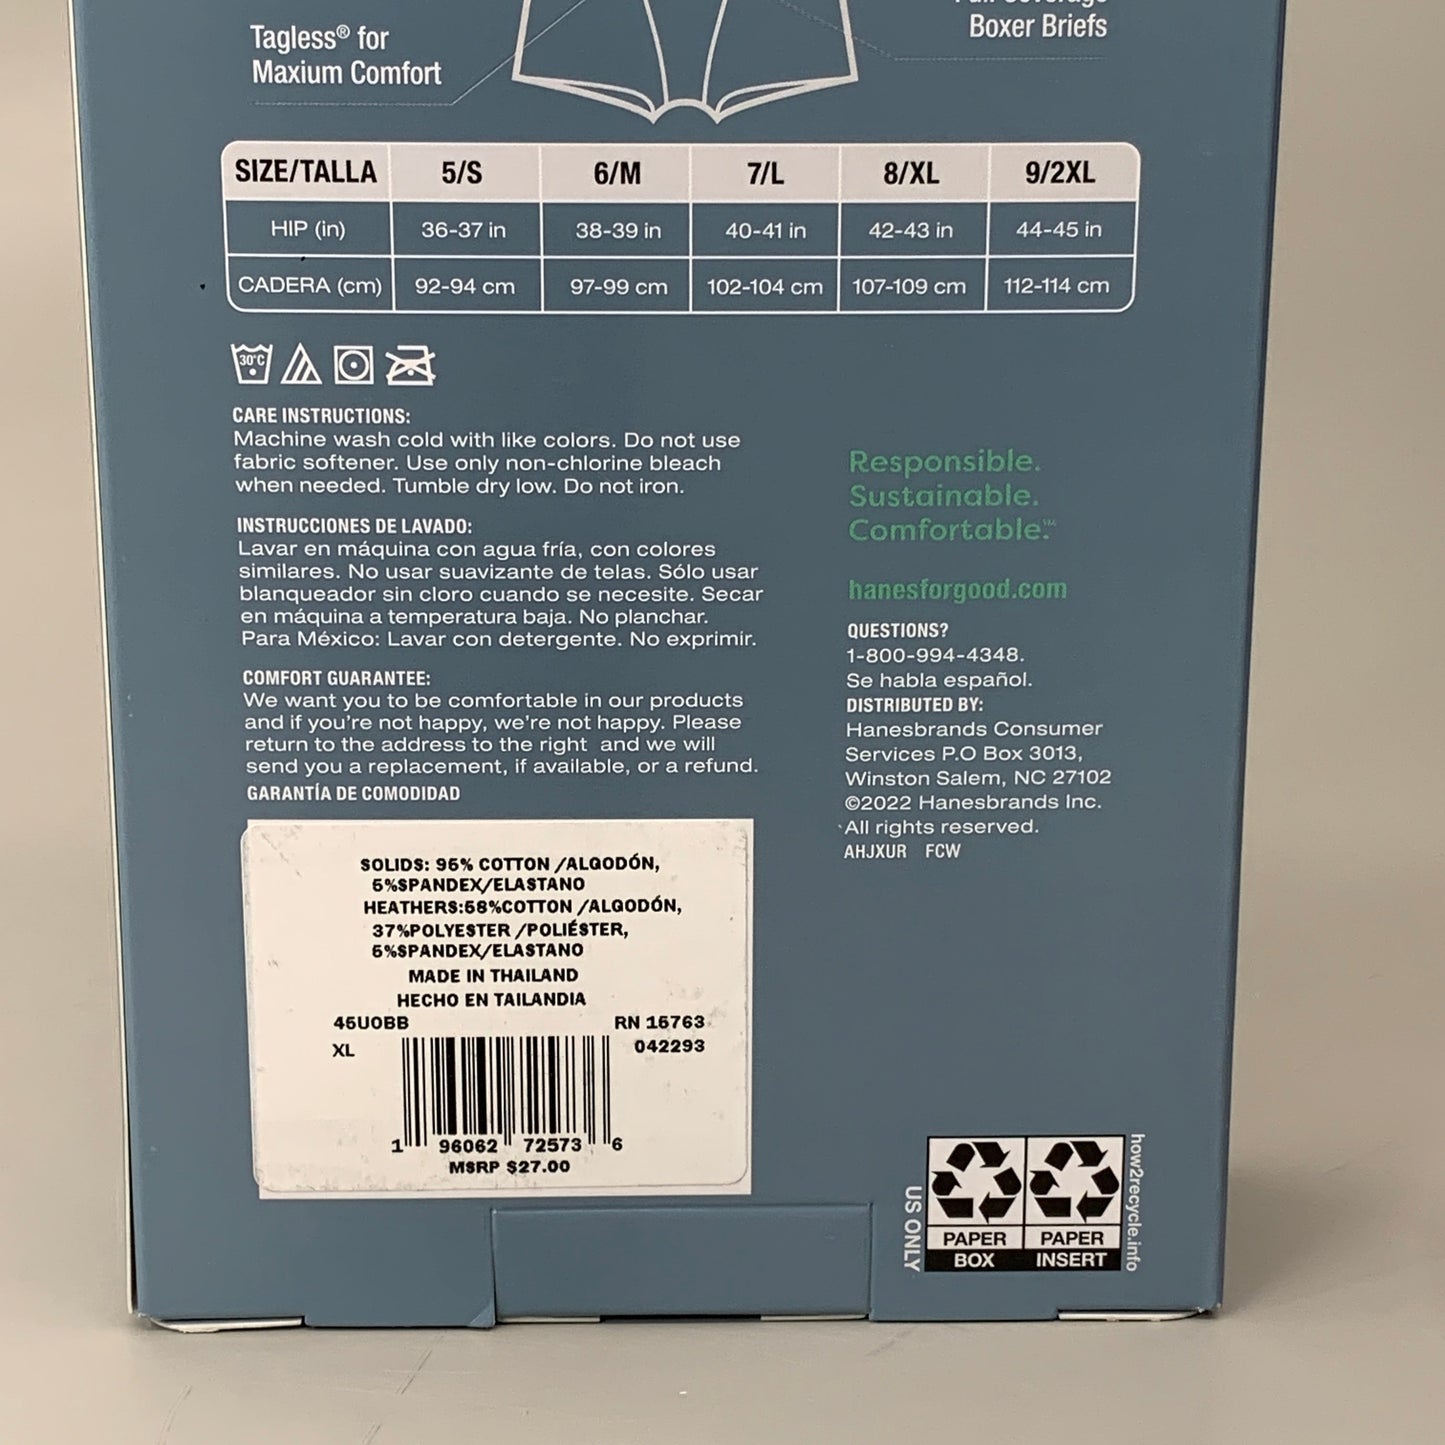 Tagless® for
Maxium Comfort
Boxer Briefs
SIZE/TALLA 5/S 6/M 7/L 8/XL 9/2XL
HIP (in) 36-37 in 38-39 in 40-41 in 42-43 in 44-45 in
CADERA (cm) 92-94 cm 97-99 cm 102-104 cm 107-109 cm 112-114 cm
30°C
CARE INSTRUCTIONS:
Machine wash cold with like colors. Do not use
fabric softener. Use only non-chlorine bleach
when needed. Tumble dry low. Do not iron.
INSTRUCCIONES DE LAVADO:
Lavar en máquina con agua fría, con colores
similares. No usar suavizante de telas. Sólo usar
blanqueador sin cloro cuando se necesite. Secar
en máquina a temperatura baja. No planchar.
Para México: Lavar con detergente. No exprimir.
COMFORT GUARANTEE:
We want you to be comfortable in our products
and if you're not happy, we're not happy. Please
return to the address to the right and we will
send you a replacement, if available, or a refund.
GARANTÍA DE COMODIDAD
SOLIDS: 95% COTTON /ALGODÓN,
5%SPANDEX/ELASTANO
HEATHERS:58%COTTON /ALGODÓN,
37%POLYESTER /POLIÉSTER,
5%SPANDEX/ELASTANO
MADE IN THAILAND
HECHO EN TAILANDIA
45UOBB RN 15763
XL 042293
1 96062 72573 6
MSRP $27.00
Responsible.
Sustainable.
Comfortable.™
hanesforgood.com
QUESTIONS?
1-800-994-4348.
Se habla español.
DISTRIBUTED BY:
Hanesbrands Consumer
Services P.O Box 3013,
Winston Salem, NC 27102
©2022 Hanesbrands Inc.
All rights reserved.
AHJXUR FCW
US ONLY
PAPER PAPER
BOX INSERT
how2recycle.info